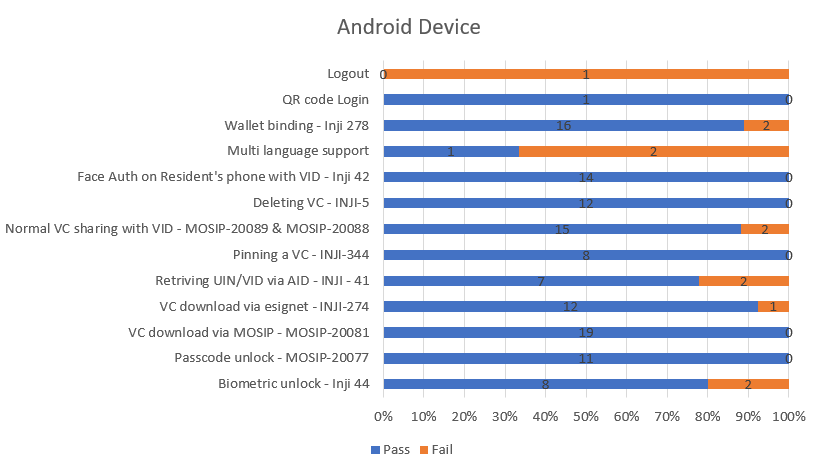 Android Device
Logout 0 1
QR code Login 1 0
Wallet binding - Inji 278 16 2
Multi language support 1 2
Face Auth on Resident's phone with VID - Inji 42 14 0
Deleting VC - INJI-5 12 0
Normal VC sharing with VID - MOSIP-20089 & MOSIP-20088 15 2
Pinning a VC - INJI-344 8 0
Retriving UIN/VID via AID - INJI - 41 7 2
VC download via esignet - INJI-274 12 1
VC download via MOSIP - MOSIP-20081 19 0
Passcode unlock - MOSIP-20077 11 0
Biometric unlock - Inji 44 8 2
0% 10% 20% 30% 40% 50% 60% 70% 80% 90% 100%
Pass Fail